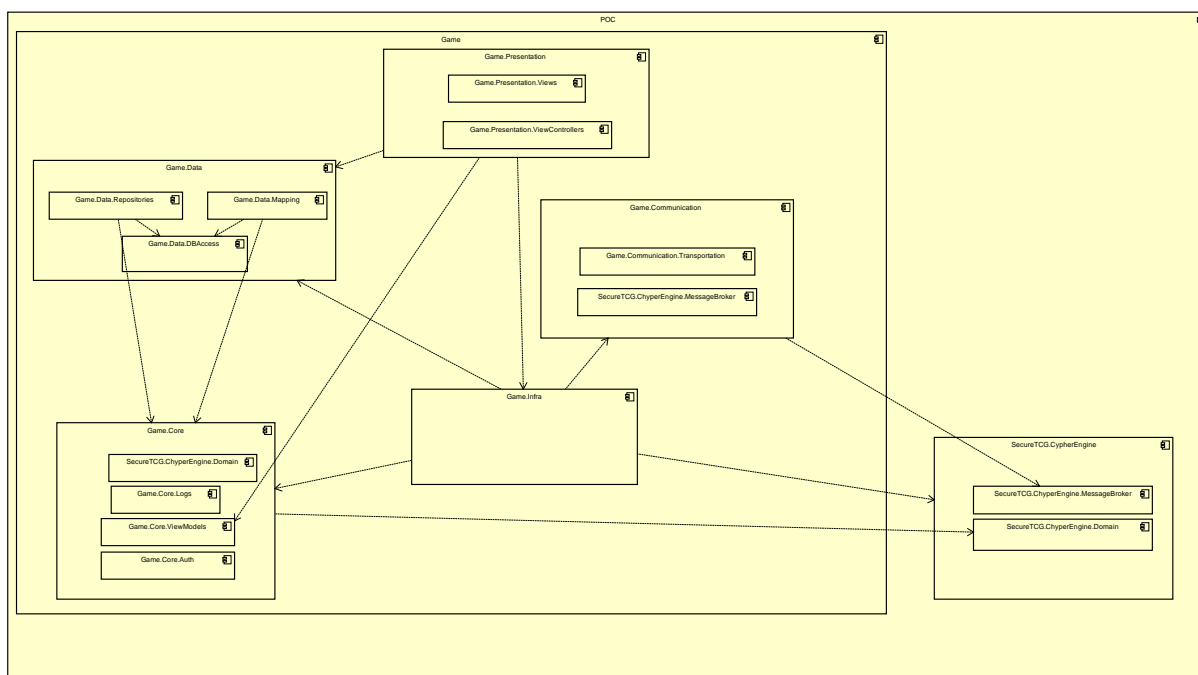 POC
Game
Game.Presentation
Game.Presentation.Views
Game.Presentation.ViewControllers
Game.Data
Game.Data.Repositories
Game.Data.Mapping
Game.Data.DBAccess
Game.Communication
Game.Communication.Transportation
SecureTCG.ChyperEngine.MessageBroker
Game.Infra
Game.Core
SecureTCG.ChyperEngine.Domain
Game.Core.Logs
Game.Core.ViewModels
Game.Core.Auth
SecureTCG.CypherEngine
SecureTCG.ChyperEngine.MessageBroker
SecureTCG.ChyperEngine.Domain